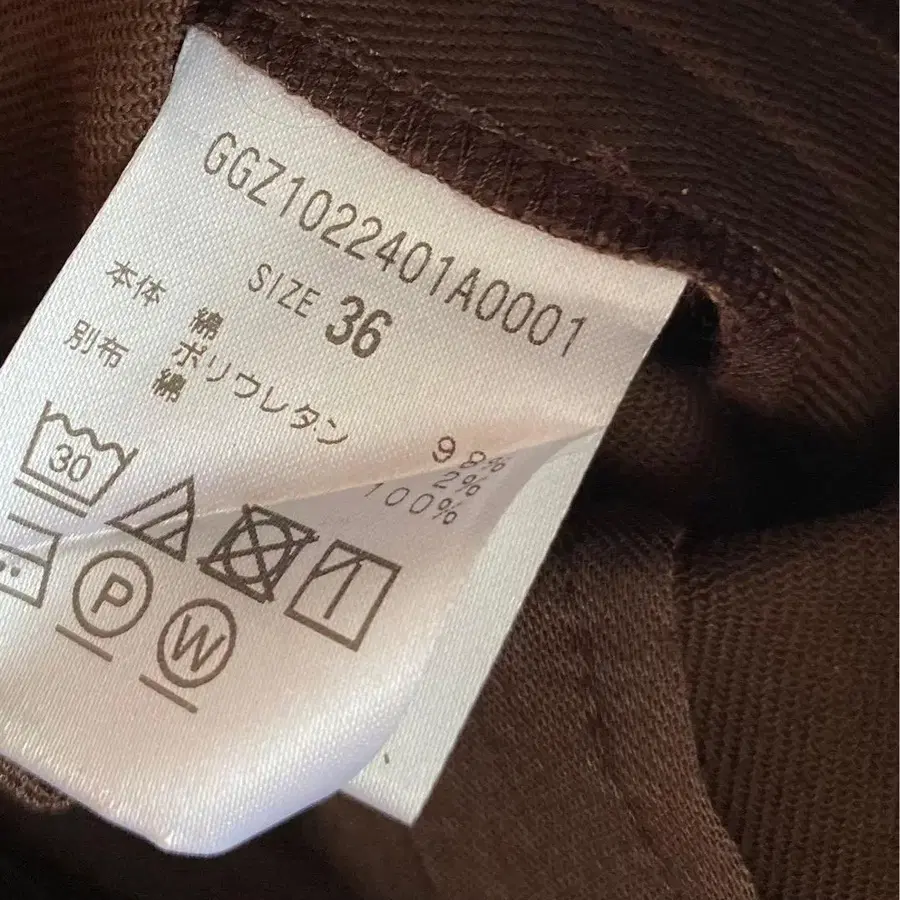 GGZ1022401A0001
SIZE 36
本体 綿 98%
ポリウレタン 2%
別布 綿 100%
30
P
W